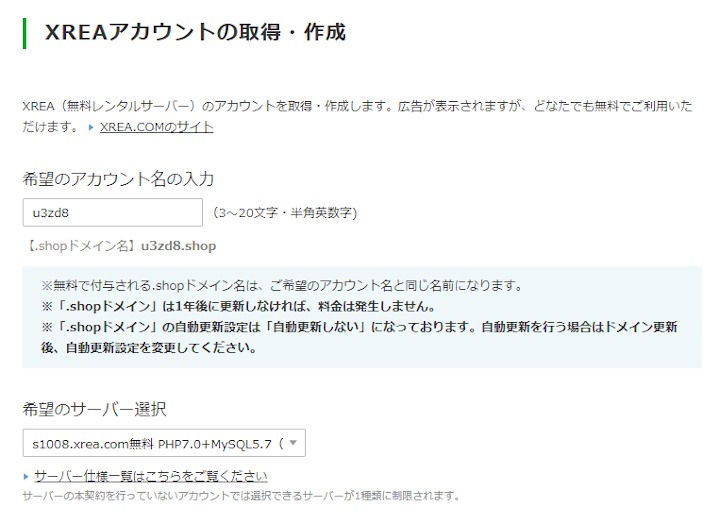 XREAアカウントの取得・作成
XREA（無料レンタルサーバー）のアカウントを取得・作成します。広告が表示されますが、どなたでも無料でご利用いた
だけます。 XREA.COMのサイト
希望のアカウント名の入力
u3zd8 （3～20文字・半角英数字)
【.shopドメイン名】u3zd8.shop
※無料で付与される.shopドメイン名は、ご希望のアカウント名と同じ名前になります。
※「.shopドメイン」は1年後に更新しなければ、料金は発生しません。
※「.shopドメイン」の自動更新設定は「自動更新しない」になっております。自動更新を行う場合はドメイン更新
後、自動更新設定を変更してください。
希望のサーバー選択
s1008.xrea.com無料 PHP7.0+MySQL5.7（
サーバー仕様一覧はこちらをご覧ください
サーバーの本契約を行っていないアカウントでは選択できるサーバーが1種類に制限されます。